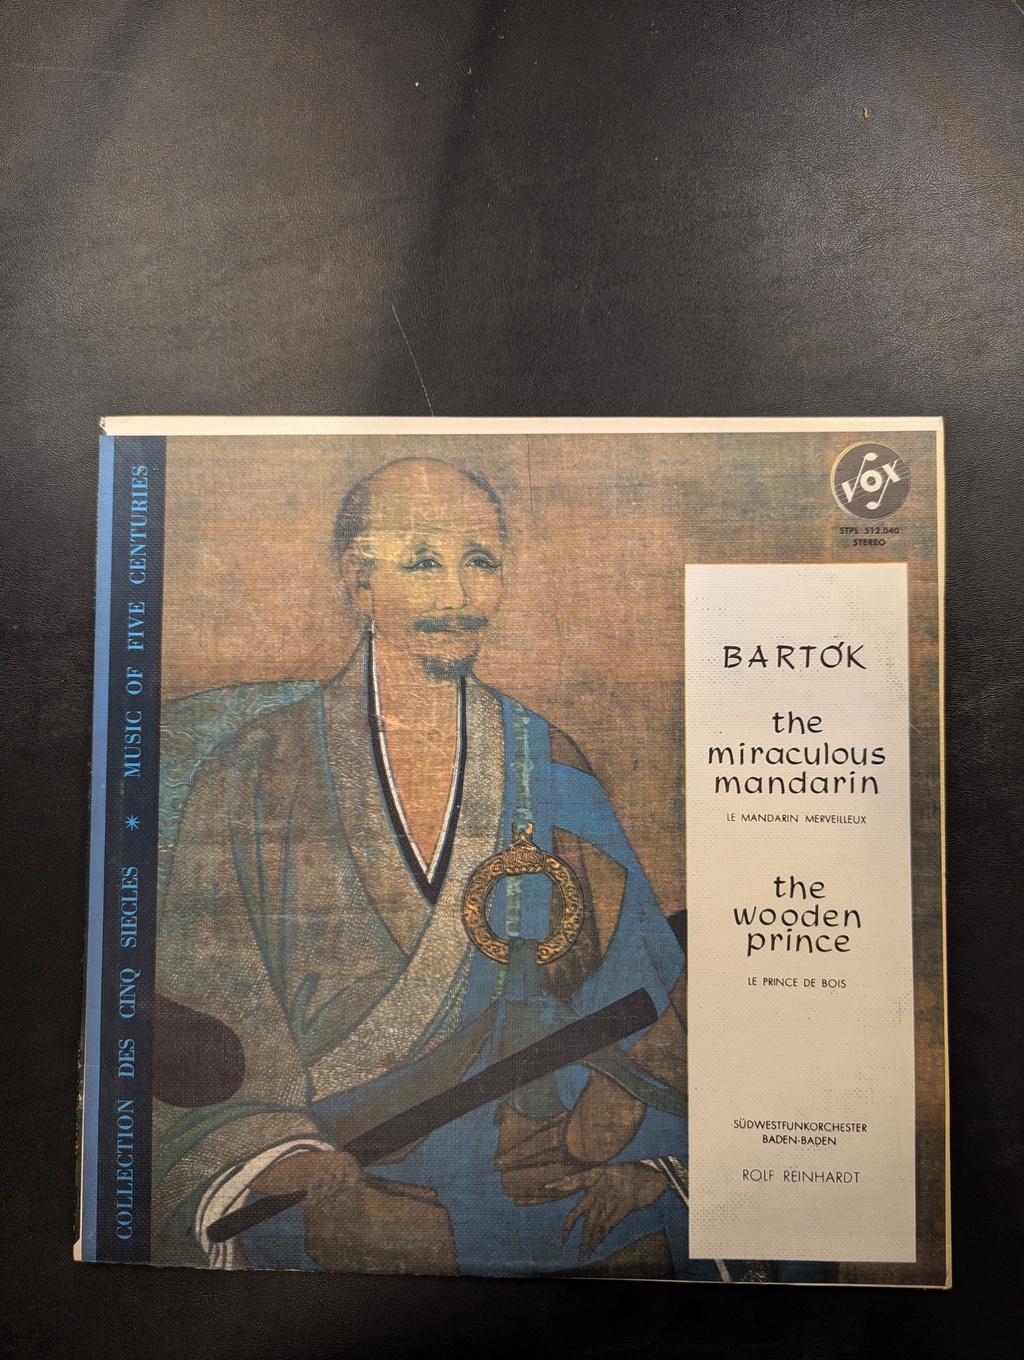 COLLECTION DES CINQ SIECLES * MUSIC OF FIVE CENTURIES
VOX
STPL 512.040
STEREO
BARTÓK
the
miraculous
mandarin
LE MANDARIN MERVEILLEUX
the
wooden
prince
LE PRINCE DE BOIS
SÜDWESTFUNKORCHESTER
BADEN-BADEN
ROLF REINHARDT